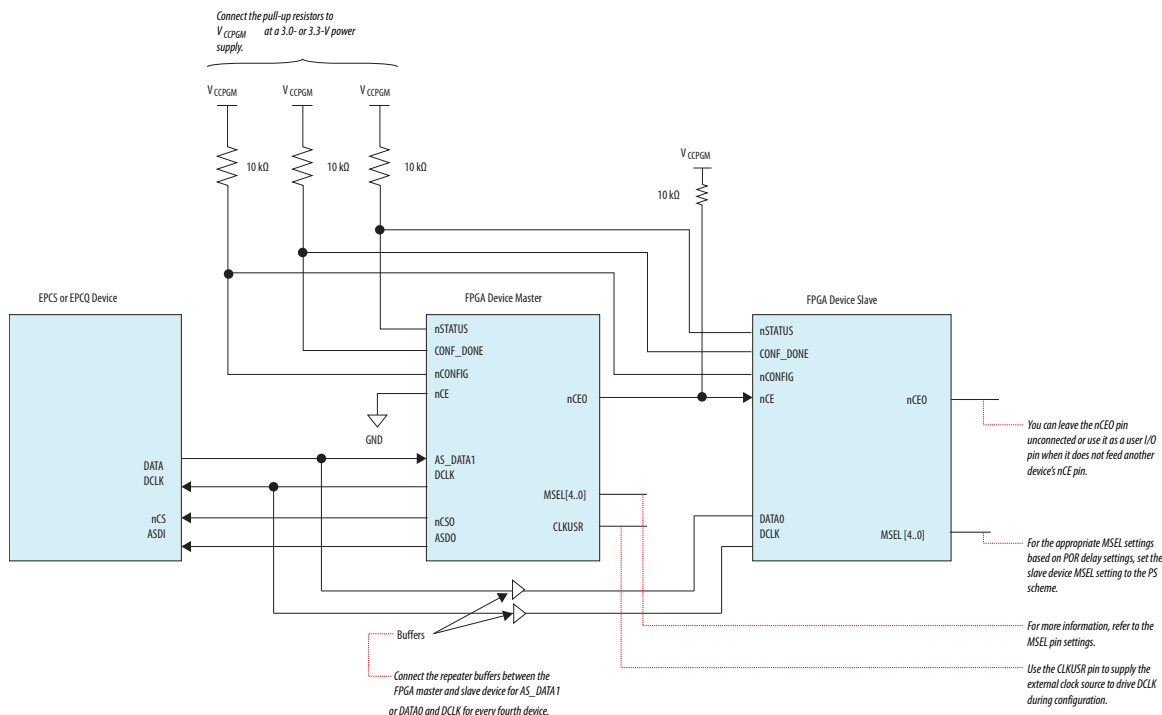 Connect the pull-up resistors to
V CCPGM at a 3.0- or 3.3-V power
supply.
V CCPGM
V CCPGM
V CCPGM
10 kΩ
10 kΩ
10 kΩ
V CCPGM
10 kΩ
EPCS or EPCQ Device
DATA
DCLK
nCS
ASDI
FPGA Device Master
nSTATUS
CONF_DONE
nCONFIG
nCE
nCEO
GND
AS_DATA1
DCLK
MSEL[4..0]
nCSO
CLKUSR
ASDO
FPGA Device Slave
nSTATUS
CONF_DONE
nCONFIG
nCE
nCEO
DATA0
DCLK
MSEL [4..0]
You can leave the nCEO pin
unconnected or use it as a user I/O
pin when it does not feed another
device's nCE pin.
For the appropriate MSEL settings
based on POR delay settings, set the
slave device MSEL setting to the PS
scheme.
For more information, refer to the
MSEL pin settings.
Use the CLKUSR pin to supply the
external clock source to drive DCLK
during configuration.
Buffers
Connect the repeater buffers between the
FPGA master and slave device for AS_DATA1
or DATA0 and DCLK for every fourth device.